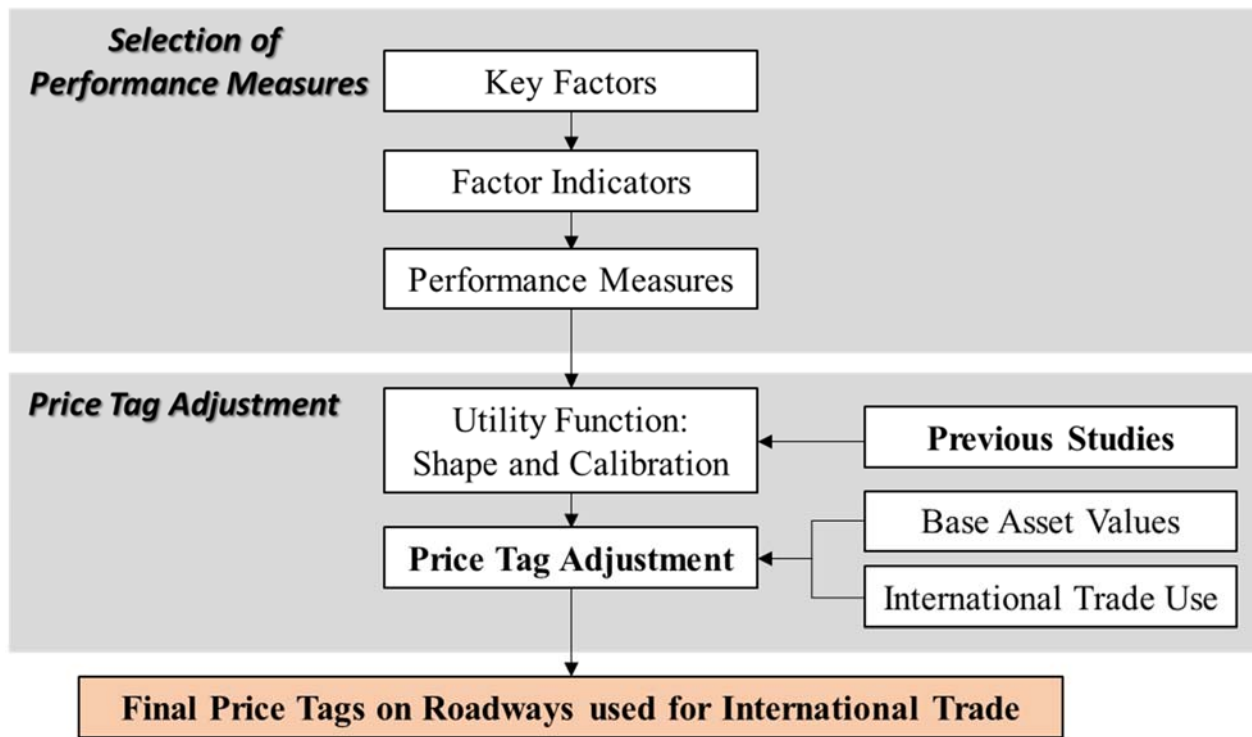 Selection of
Performance Measures
Key Factors
Factor Indicators
Performance Measures
Price Tag Adjustment
Utility Function:
Shape and Calibration
Previous Studies
Base Asset Values
Price Tag Adjustment
International Trade Use
Final Price Tags on Roadways used for International Trade